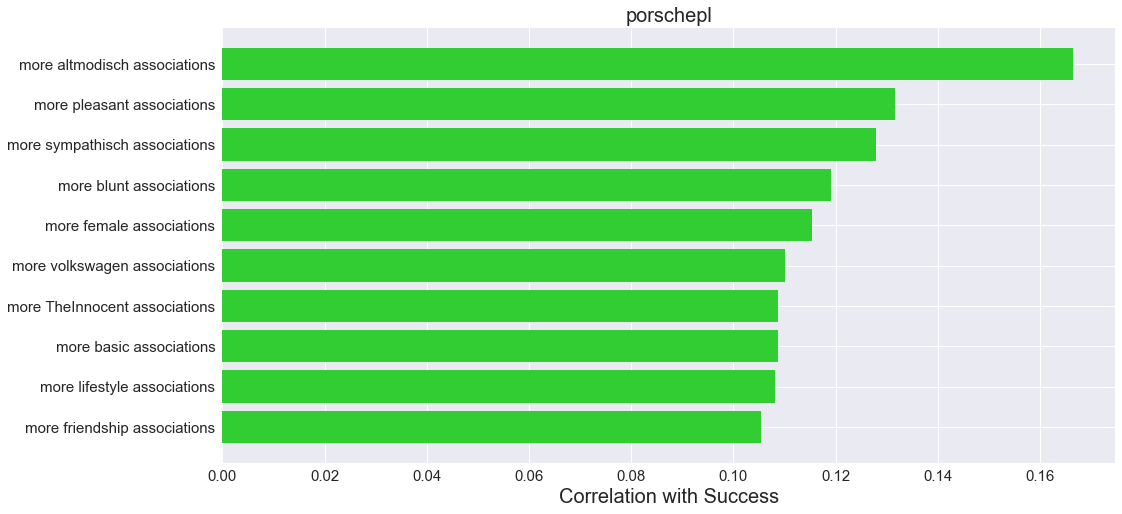 porschepl
more altmodisch associations
more pleasant associations
more sympathisch associations
more blunt associations
more female associations
more volkswagen associations
more TheInnocent associations
more basic associations
more lifestyle associations
more friendship associations
0.00 0.02 0.04 0.06 0.08 0.10 0.12 0.14 0.16
Correlation with Success